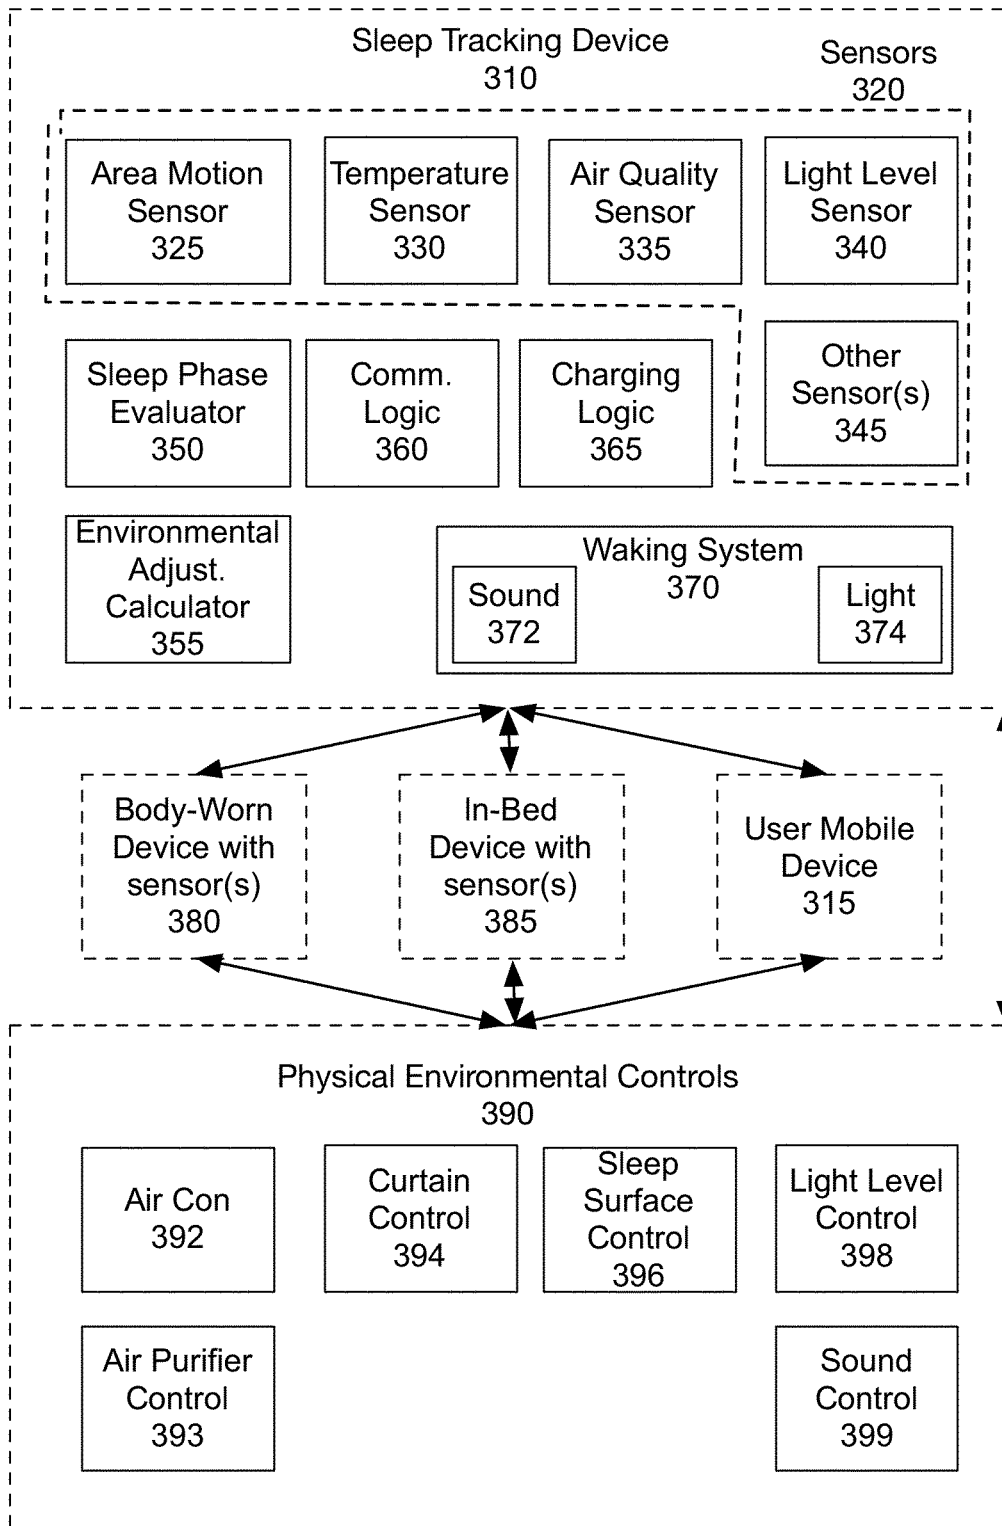 Sleep Tracking Device
310
Sensors
320
Area Motion
Sensor
325
Temperature
Sensor
330
Air Quality
Sensor
335
Light Level
Sensor
340
Other
Sensor(s)
345
Sleep Phase
Evaluator
350
Comm.
Logic
360
Charging
Logic
365
Environmental
Adjust.
Calculator
355
Waking System
370
Sound
372
Light
374
Body-Worn
Device with
sensor(s)
380
In-Bed
Device with
sensor(s)
385
User Mobile
Device
315
Physical Environmental Controls
390
Air Con
392
Curtain
Control
394
Sleep
Surface
Control
396
Light Level
Control
398
Air Purifier
Control
393
Sound
Control
399